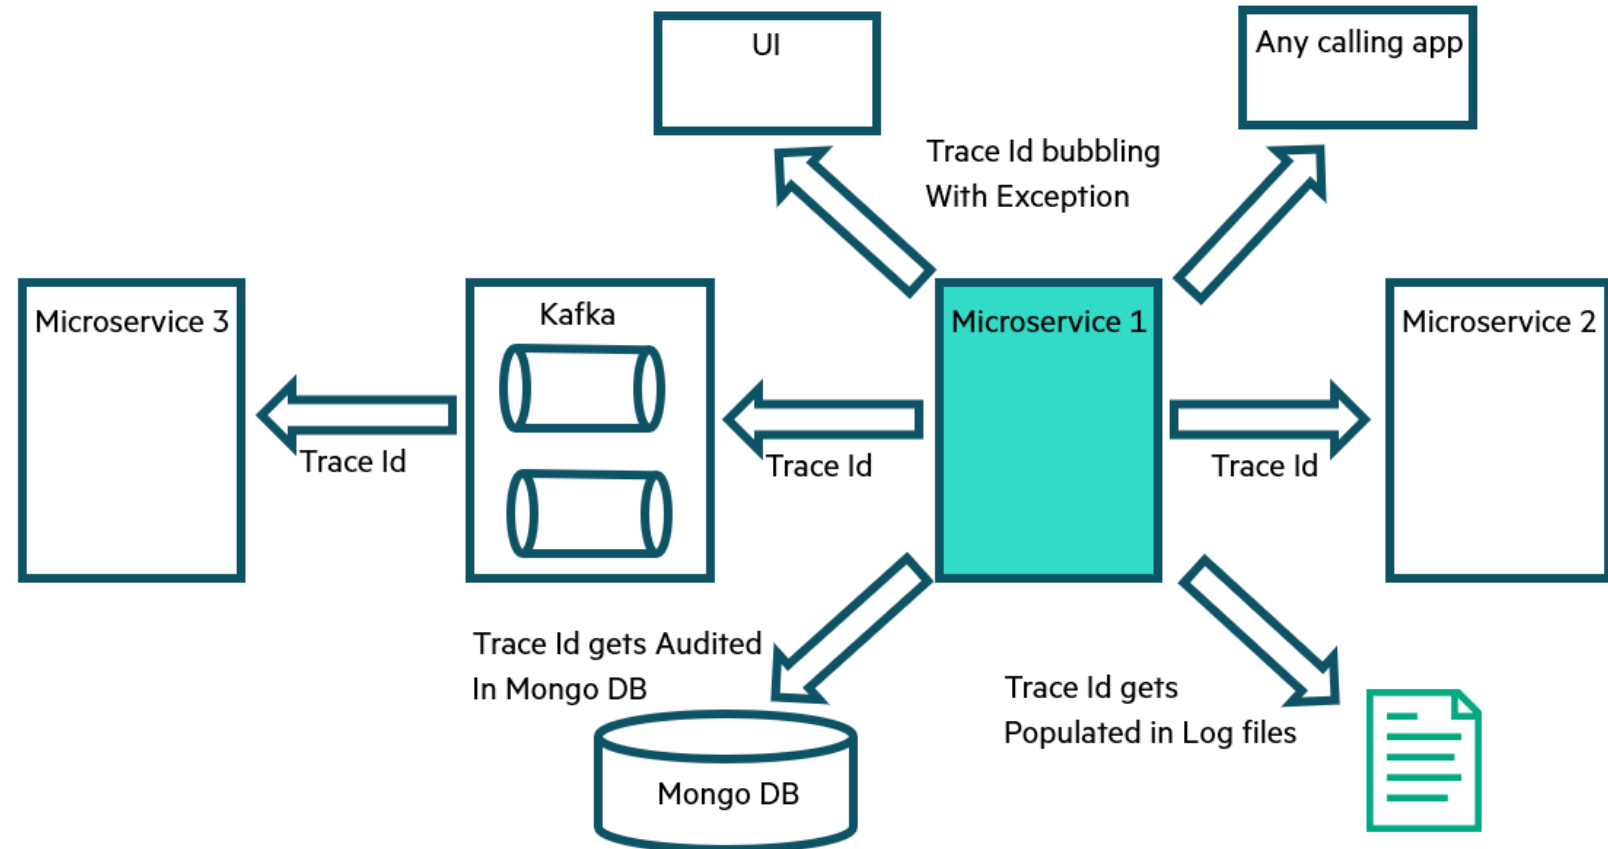 UI
Any calling app
Trace Id bubbling
With Exception
Microservice 3
Kafka
Microservice 1
Microservice 2
Trace Id
Trace Id
Trace Id
Trace Id gets Audited
In Mongo DB
Trace Id gets
Populated in Log files
Mongo DB